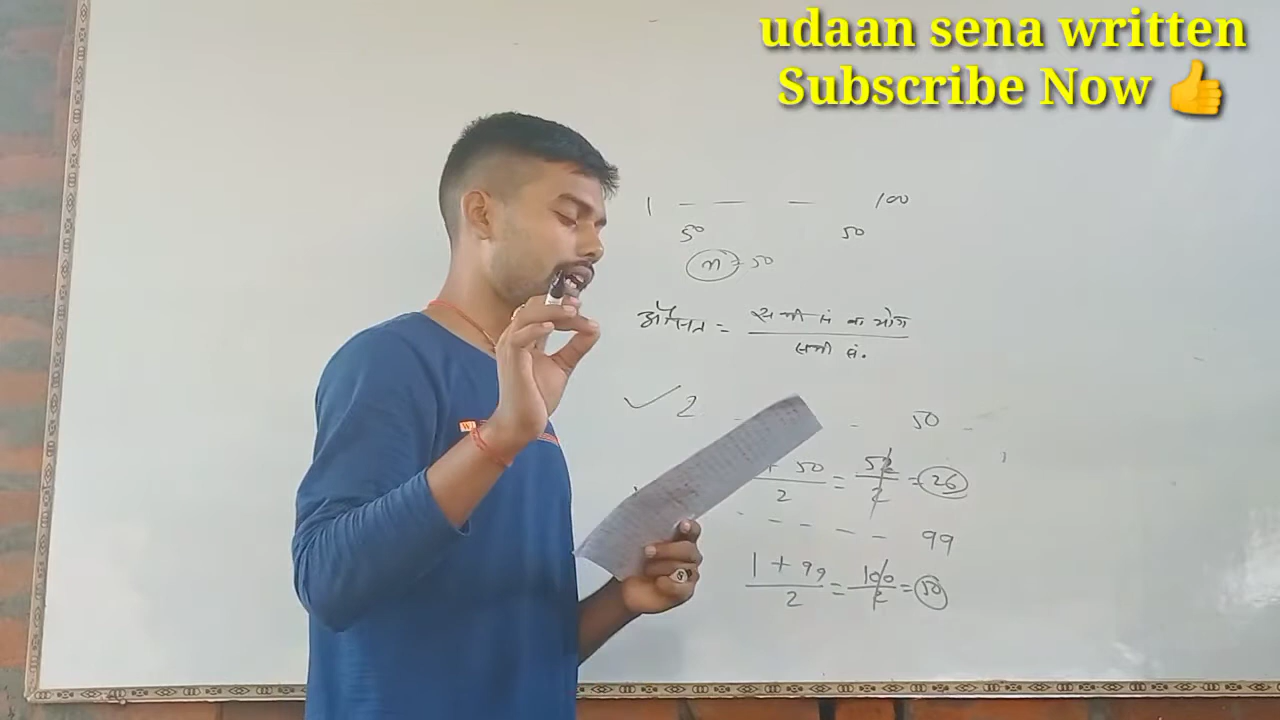 udaan sena written
Subscribe Now 👍
1 — — — 100
50 50
n = 50
औसत = सभी सं का योग / सभी सं.
✓ 2 - - 50 -
+ 50 / 2 = 52 / 2 = 26
- - - - - 99
1 + 99 / 2 = 100 / 2 = 50